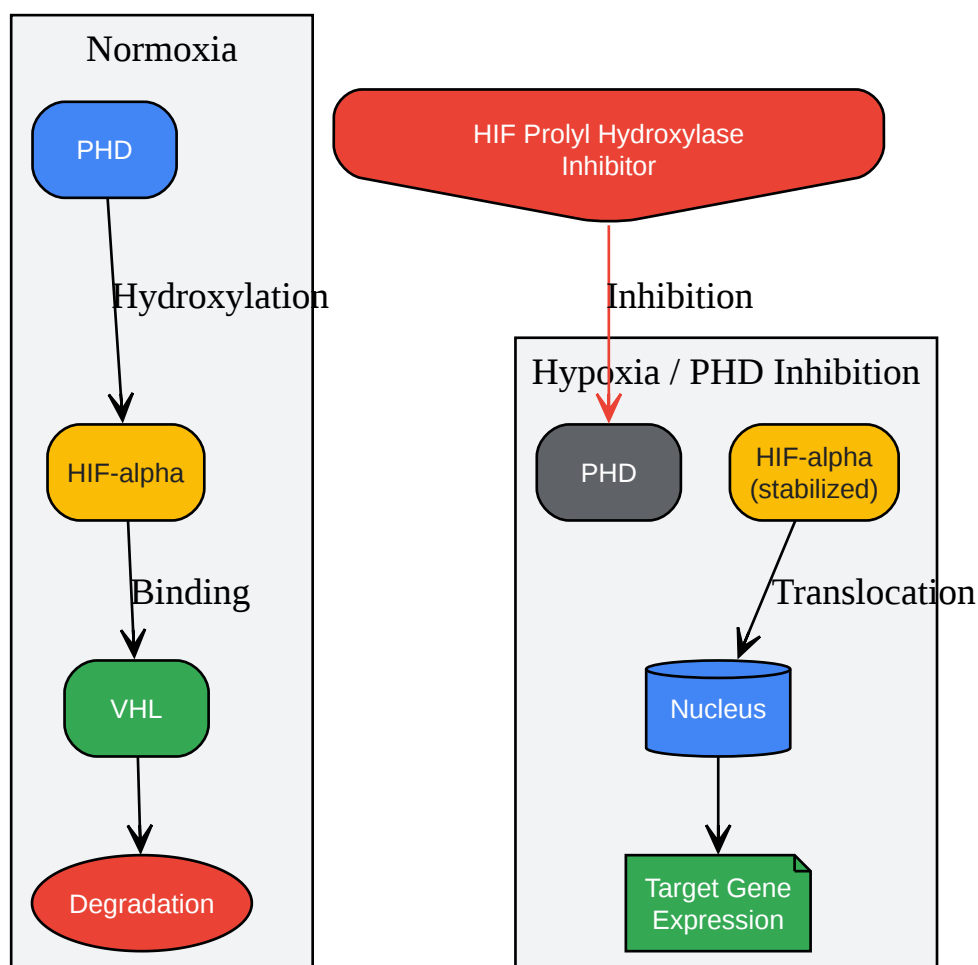 Normoxia
PHD
Hydroxylation
HIF-alpha
Binding
VHL
Degradation
HIF Prolyl Hydroxylase
Inhibitor
Inhibition
Hypoxia / PHD Inhibition
PHD
HIF-alpha
(stabilized)
Translocation
Nucleus
Target Gene
Expression